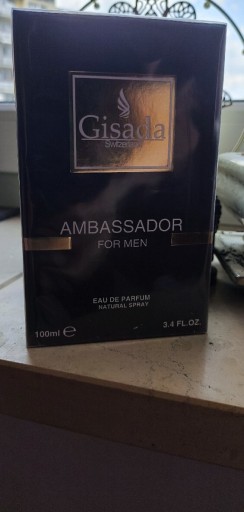 Gisada
Switzerland
AMBASSADOR
FOR MEN
EAU DE PARFUM
NATURAL SPRAY
100ml e 3.4 FL.OZ.